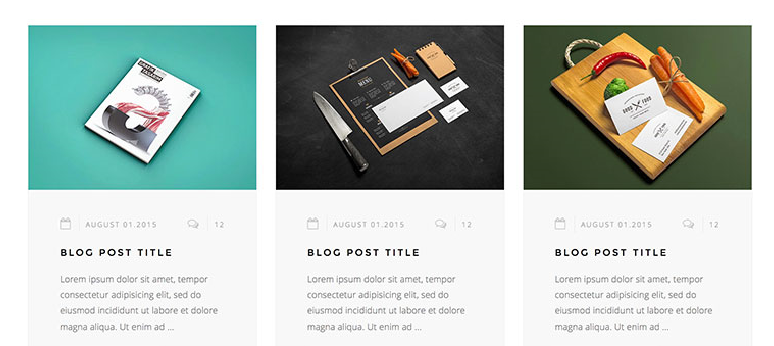 MENU
AUGUST 01.2015
12
BLOG POST TITLE
Lorem ipsum dolor sit amet, tempor
consectetur adipisicing elit, sed do
eiusmod incididunt ut labore et dolore
magna aliqua. Ut enim ad ...
AUGUST 01.2015
12
BLOG POST TITLE
Lorem ipsum dolor sit amet, tempor
consectetur adipisicing elit, sed do
eiusmod incididunt ut labore et dolore
magna aliqua. Ut enim ad ...
GOOD FOOD
AUGUST 01.2015
12
BLOG POST TITLE
Lorem ipsum dolor sit amet, tempor
consectetur adipisicing elit, sed do
eiusmod incididunt ut labore et dolore
magna aliqua. Ut enim ad ...